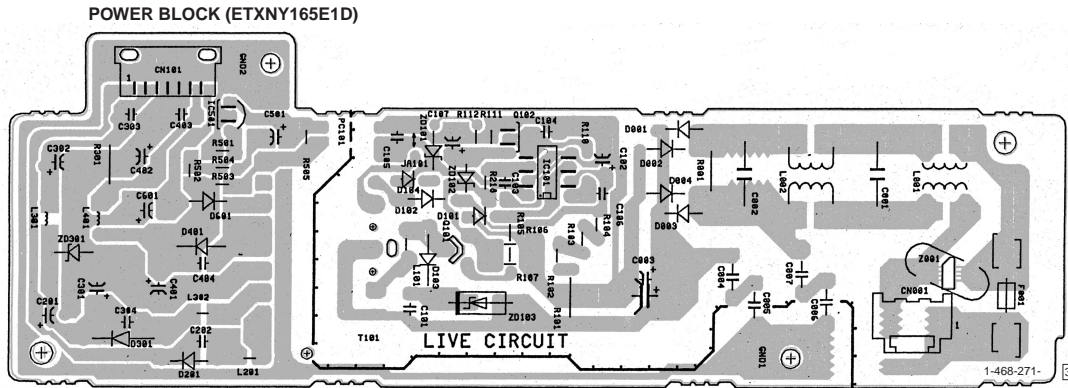 POWER BLOCK (ETXNY165E1D)
CN101
1
GND2
C303
C403
IC501
C501
R505
PC101
C302
R301
C402
R501
R504
R502
R503
C601
D601
L301
L401
ZD301
D401
C404
C301
C401
L302
C201
C304
C202
D301
D201
L201
C107
R112
R111
Q102
ZD101
C104
R110
C105
JA101
ZD102
IC101
C102
D104
R216
C103
D102
D101
R105
C106
R106
R104
R103
Q101
L101
D103
R107
R102
R101
C101
ZD103
T101
LIVE CIRCUIT
C003
D001
D002
D004
D003
R001
C002
L002
C001
L001
C004
C005
C007
C006
GND1
Z001
CN001
1
F001
1-468-271-